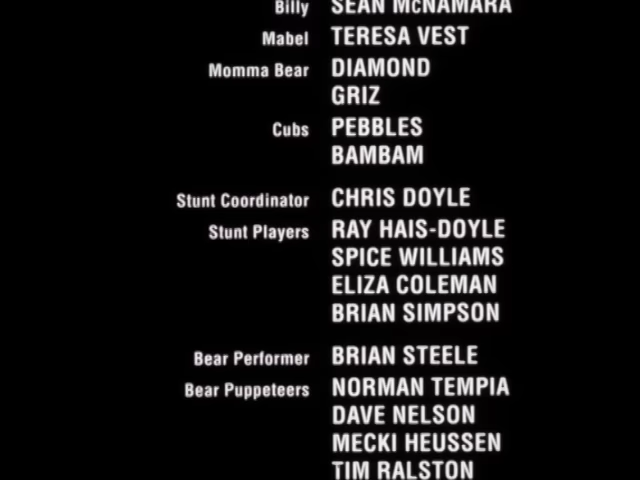 Billy SEAN McNAMARA
Mabel TERESA VEST
Momma Bear DIAMOND
GRIZ
Cubs PEBBLES
BAMBAM
Stunt Coordinator CHRIS DOYLE
Stunt Players RAY HAIS-DOYLE
SPICE WILLIAMS
ELIZA COLEMAN
BRIAN SIMPSON
Bear Performer BRIAN STEELE
Bear Puppeteers NORMAN TEMPIA
DAVE NELSON
MECKI HEUSSEN
TIM RALSTON